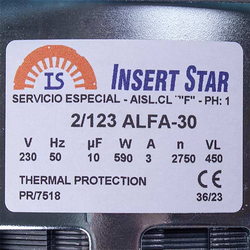 IS INSERT STAR
SERVICIO ESPECIAL - AISL.CL "F" - PH: 1
2/123 ALFA-30
V Hz µF W A n VL
230 50 10 590 3 2750 450
THERMAL PROTECTION
PR/7518 36/23